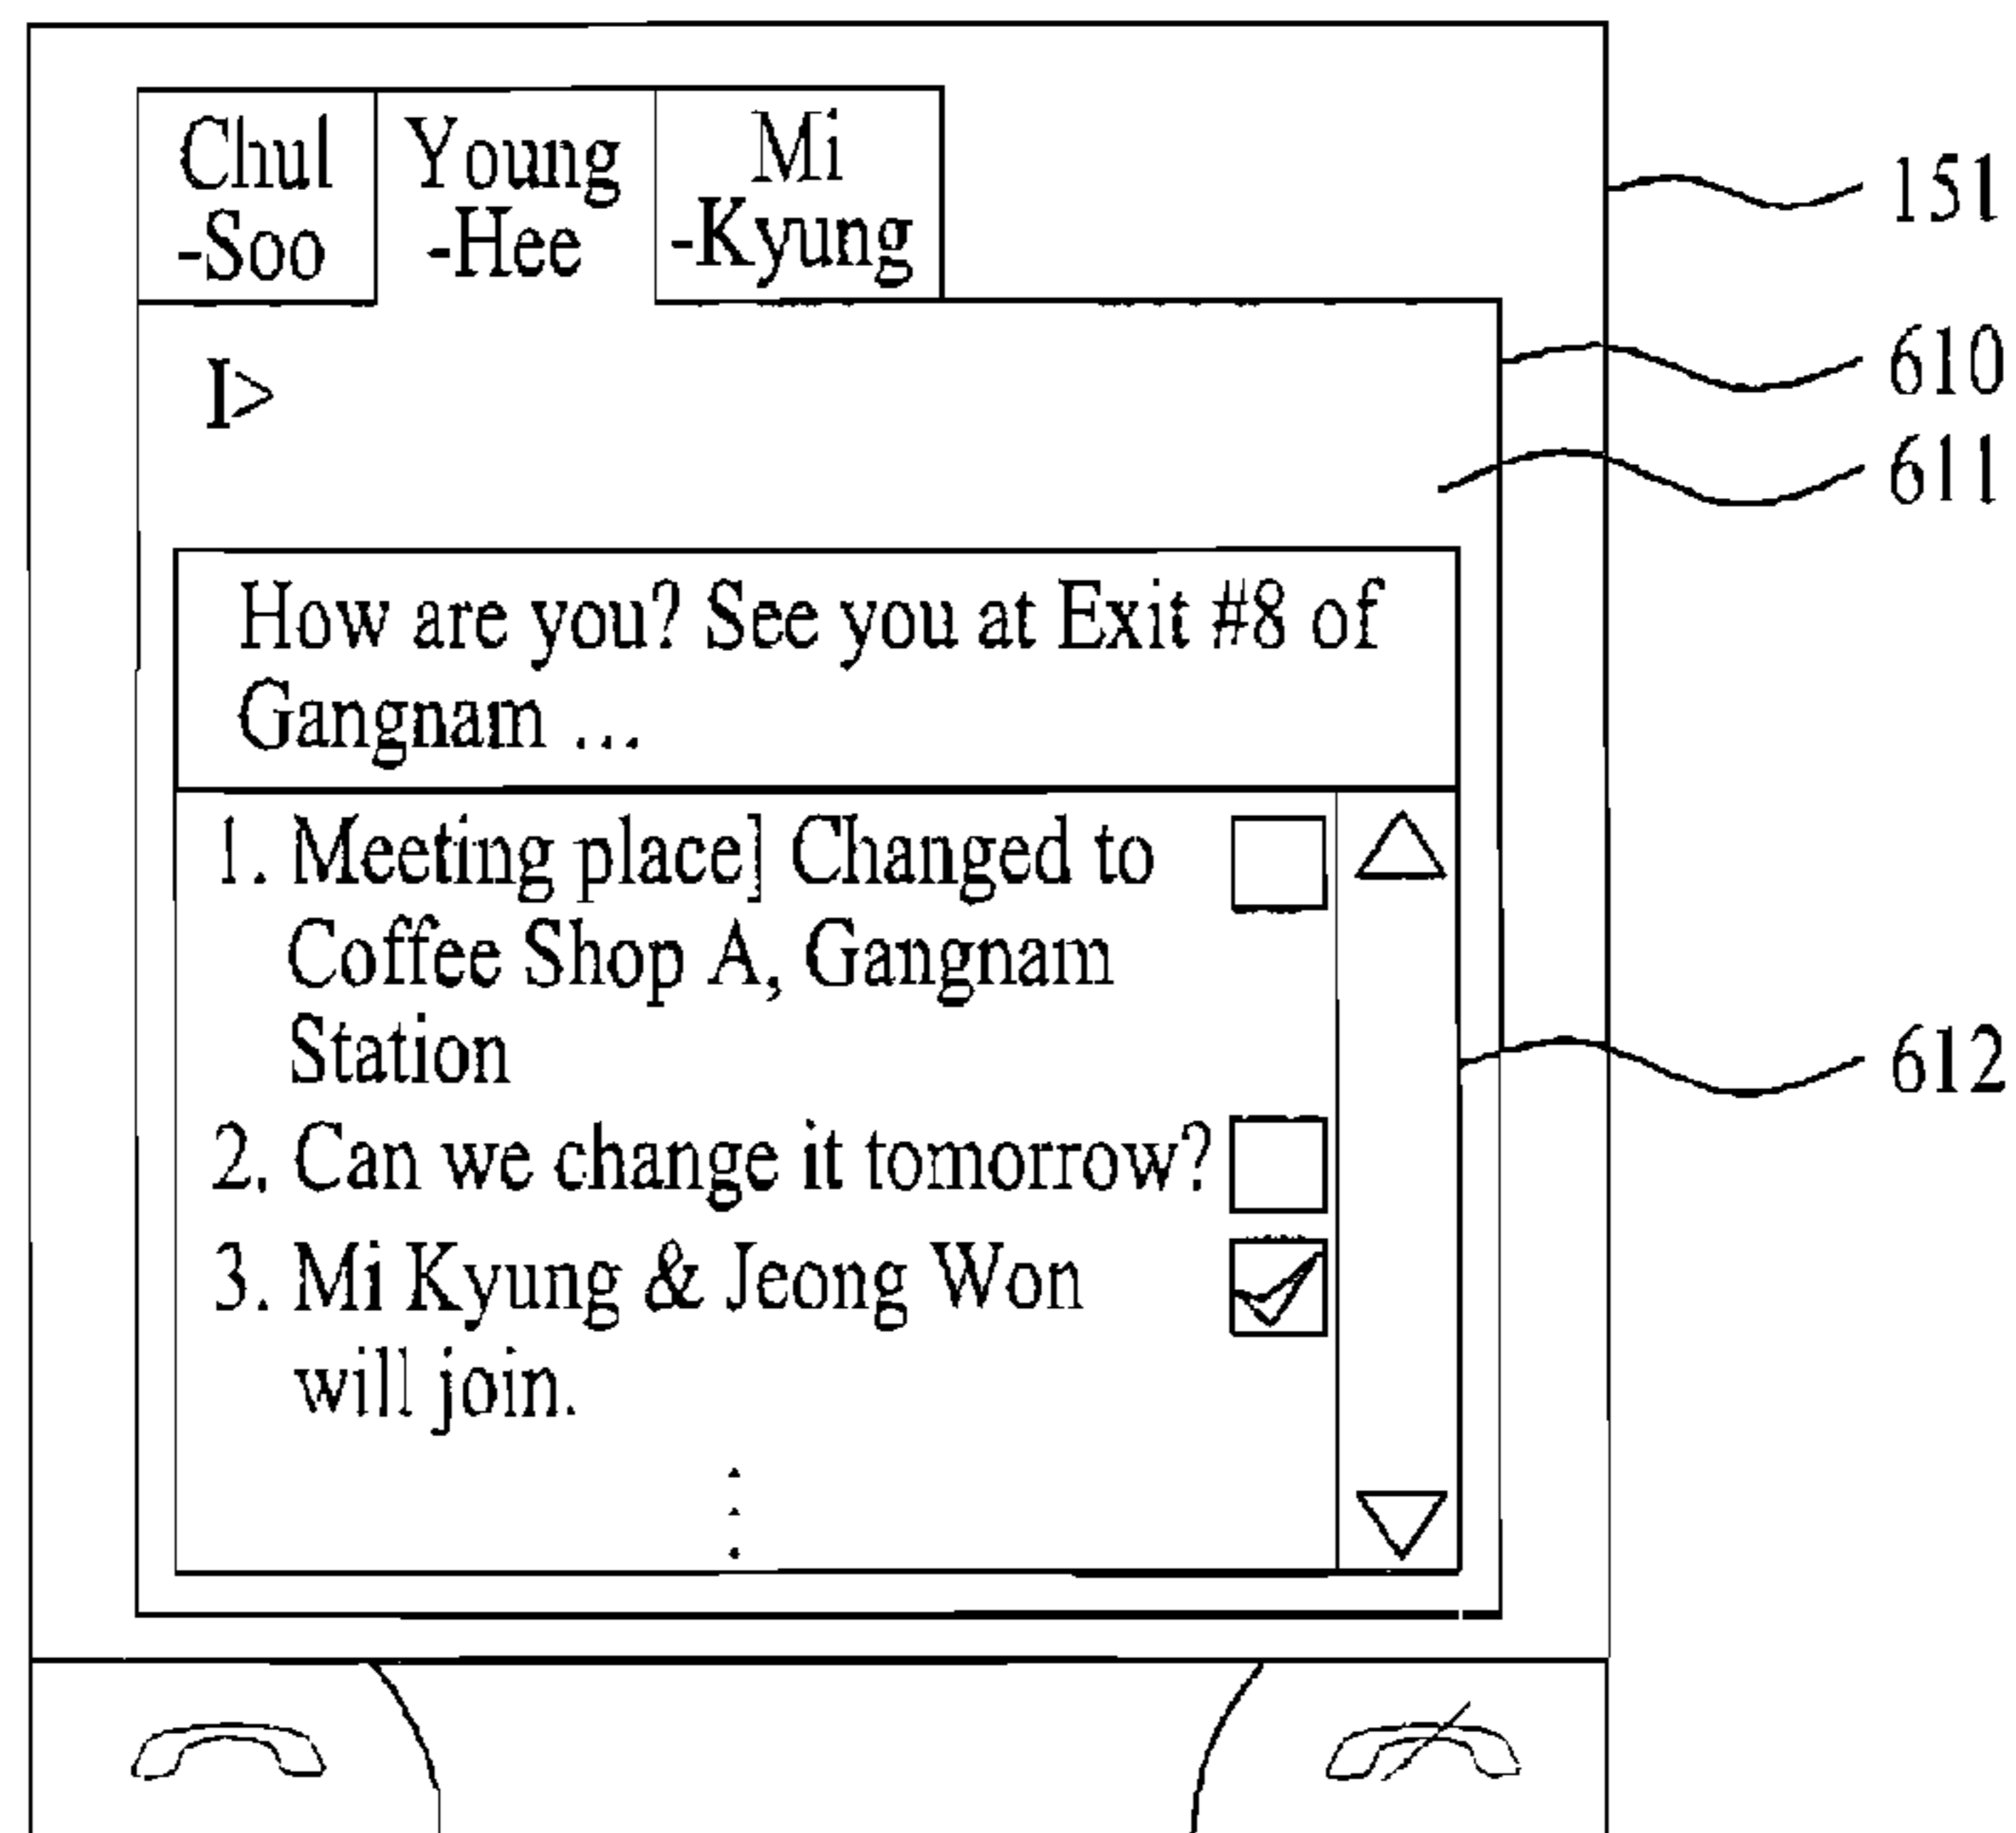 Chul
-Soo
Young
-Hee
Mi
-Kyung
151
610
I>
611
How are you? See you at Exit #8 of
Gangnam ...
1. Meeting place] Changed to
Coffee Shop A, Gangnam
Station
612
2. Can we change it tomorrow?
3. Mi Kyung & Jeong Won
will join.